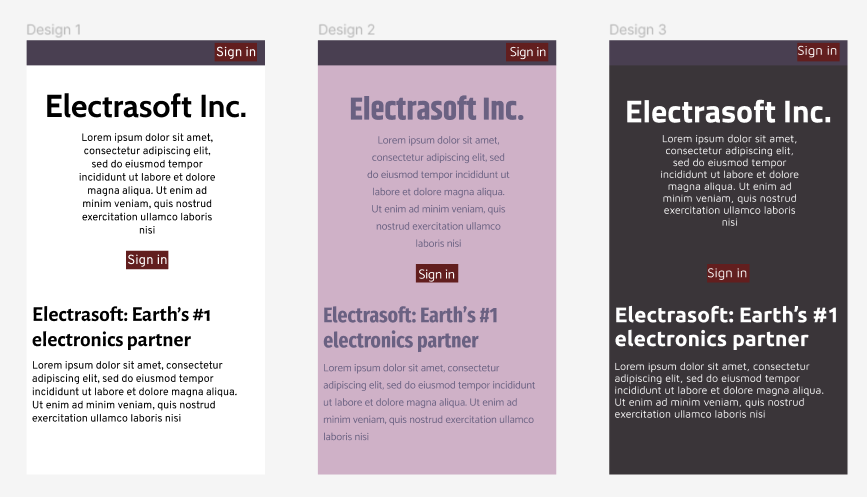 Design 1
Sign in
Electrasoft Inc.
Lorem ipsum dolor sit amet,
consectetur adipiscing elit,
sed do eiusmod tempor
incididunt ut labore et dolore
magna aliqua. Ut enim ad
minim veniam, quis nostrud
exercitation ullamco laboris
nisi
Sign in
Electrasoft: Earth's #1
electronics partner
Lorem ipsum dolor sit amet, consectetur
adipiscing elit, sed do eiusmod tempor incididunt
ut labore et dolore magna aliqua.
Ut enim ad minim veniam, quis nostrud
exercitation ullamco laboris nisi
Design 2
Sign in
Electrasoft Inc.
Lorem ipsum dolor sit amet,
consectetur adipiscing elit, sed
do eiusmod tempor incididunt ut
labore et dolore magna aliqua.
Ut enim ad minim veniam, quis
nostrud exercitation ullamco
laboris nisi
Sign in
Electrasoft: Earth's #1
electronics partner
Lorem ipsum dolor sit amet, consectetur
adipiscing elit, sed do eiusmod tempor incididunt
ut labore et dolore magna aliqua. Ut enim ad
minim veniam, quis nostrud exercitation ullamco
laboris nisi
Design 3
Sign in
Electrasoft Inc.
Lorem ipsum dolor sit amet,
consectetur adipiscing elit,
sed do eiusmod tempor
incididunt ut labore et dolore
magna aliqua. Ut enim ad
minim veniam, quis nostrud
exercitation ullamco laboris
nisi
Sign in
Electrasoft: Earth's #1
electronics partner
Lorem ipsum dolor sit amet, consectetur
adipiscing elit, sed do eiusmod tempor
incididunt ut labore et dolore magna aliqua.
Ut enim ad minim veniam, quis nostrud
exercitation ullamco laboris nisi